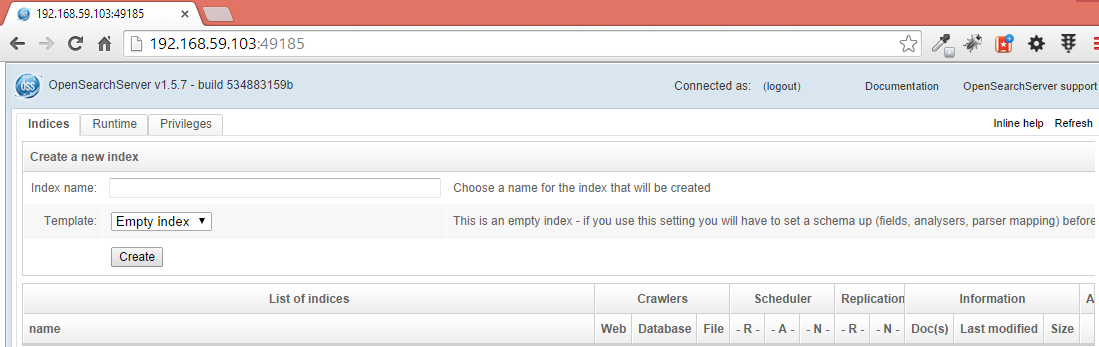 192.168.59.103:49185
192.168.59.103:49185
OSS OpenSearchServer v1.5.7 - build 534883159b Connected as: (logout) Documentation OpenSearchServer support
Indices Runtime Privileges Inline help Refresh
Create a new index
Index name: Choose a name for the index that will be created
Template: Empty index This is an empty index - if you use this setting you will have to set a schema up (fields, analysers, parser mapping) before
Create
List of indices Crawlers Scheduler Replication Information A
name Web Database File - R - - A - - N - - R - - N - Doc(s) Last modified Size